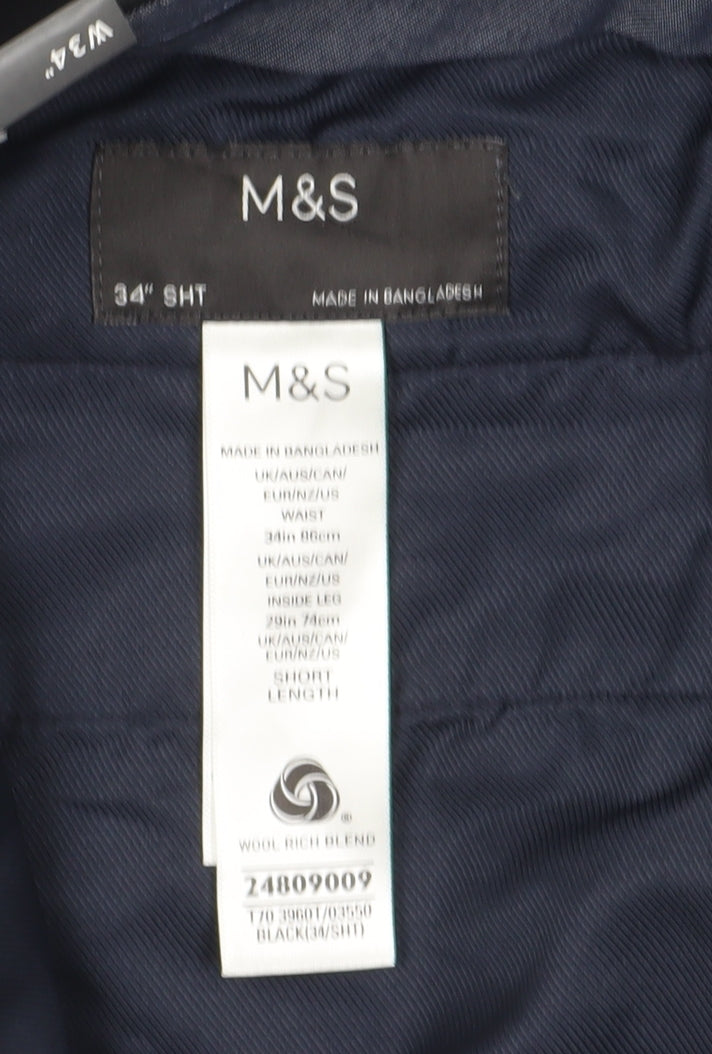 W34"
M&S
34" SHT MADE IN BANGLADESH
M&S
MADE IN BANGLADESH
UK/AUS/CAN/
EUR/NZ/US
WAIST
34in 86cm
UK/AUS/CAN/
EUR/NZ/US
INSIDE LEG
29in 74cm
UK/AUS/CAN/
EUR/NZ/US
SHORT
LENGTH
®
WOOL RICH BLEND
24809009
T70 3960T/03550
BLACK(34/SHT)